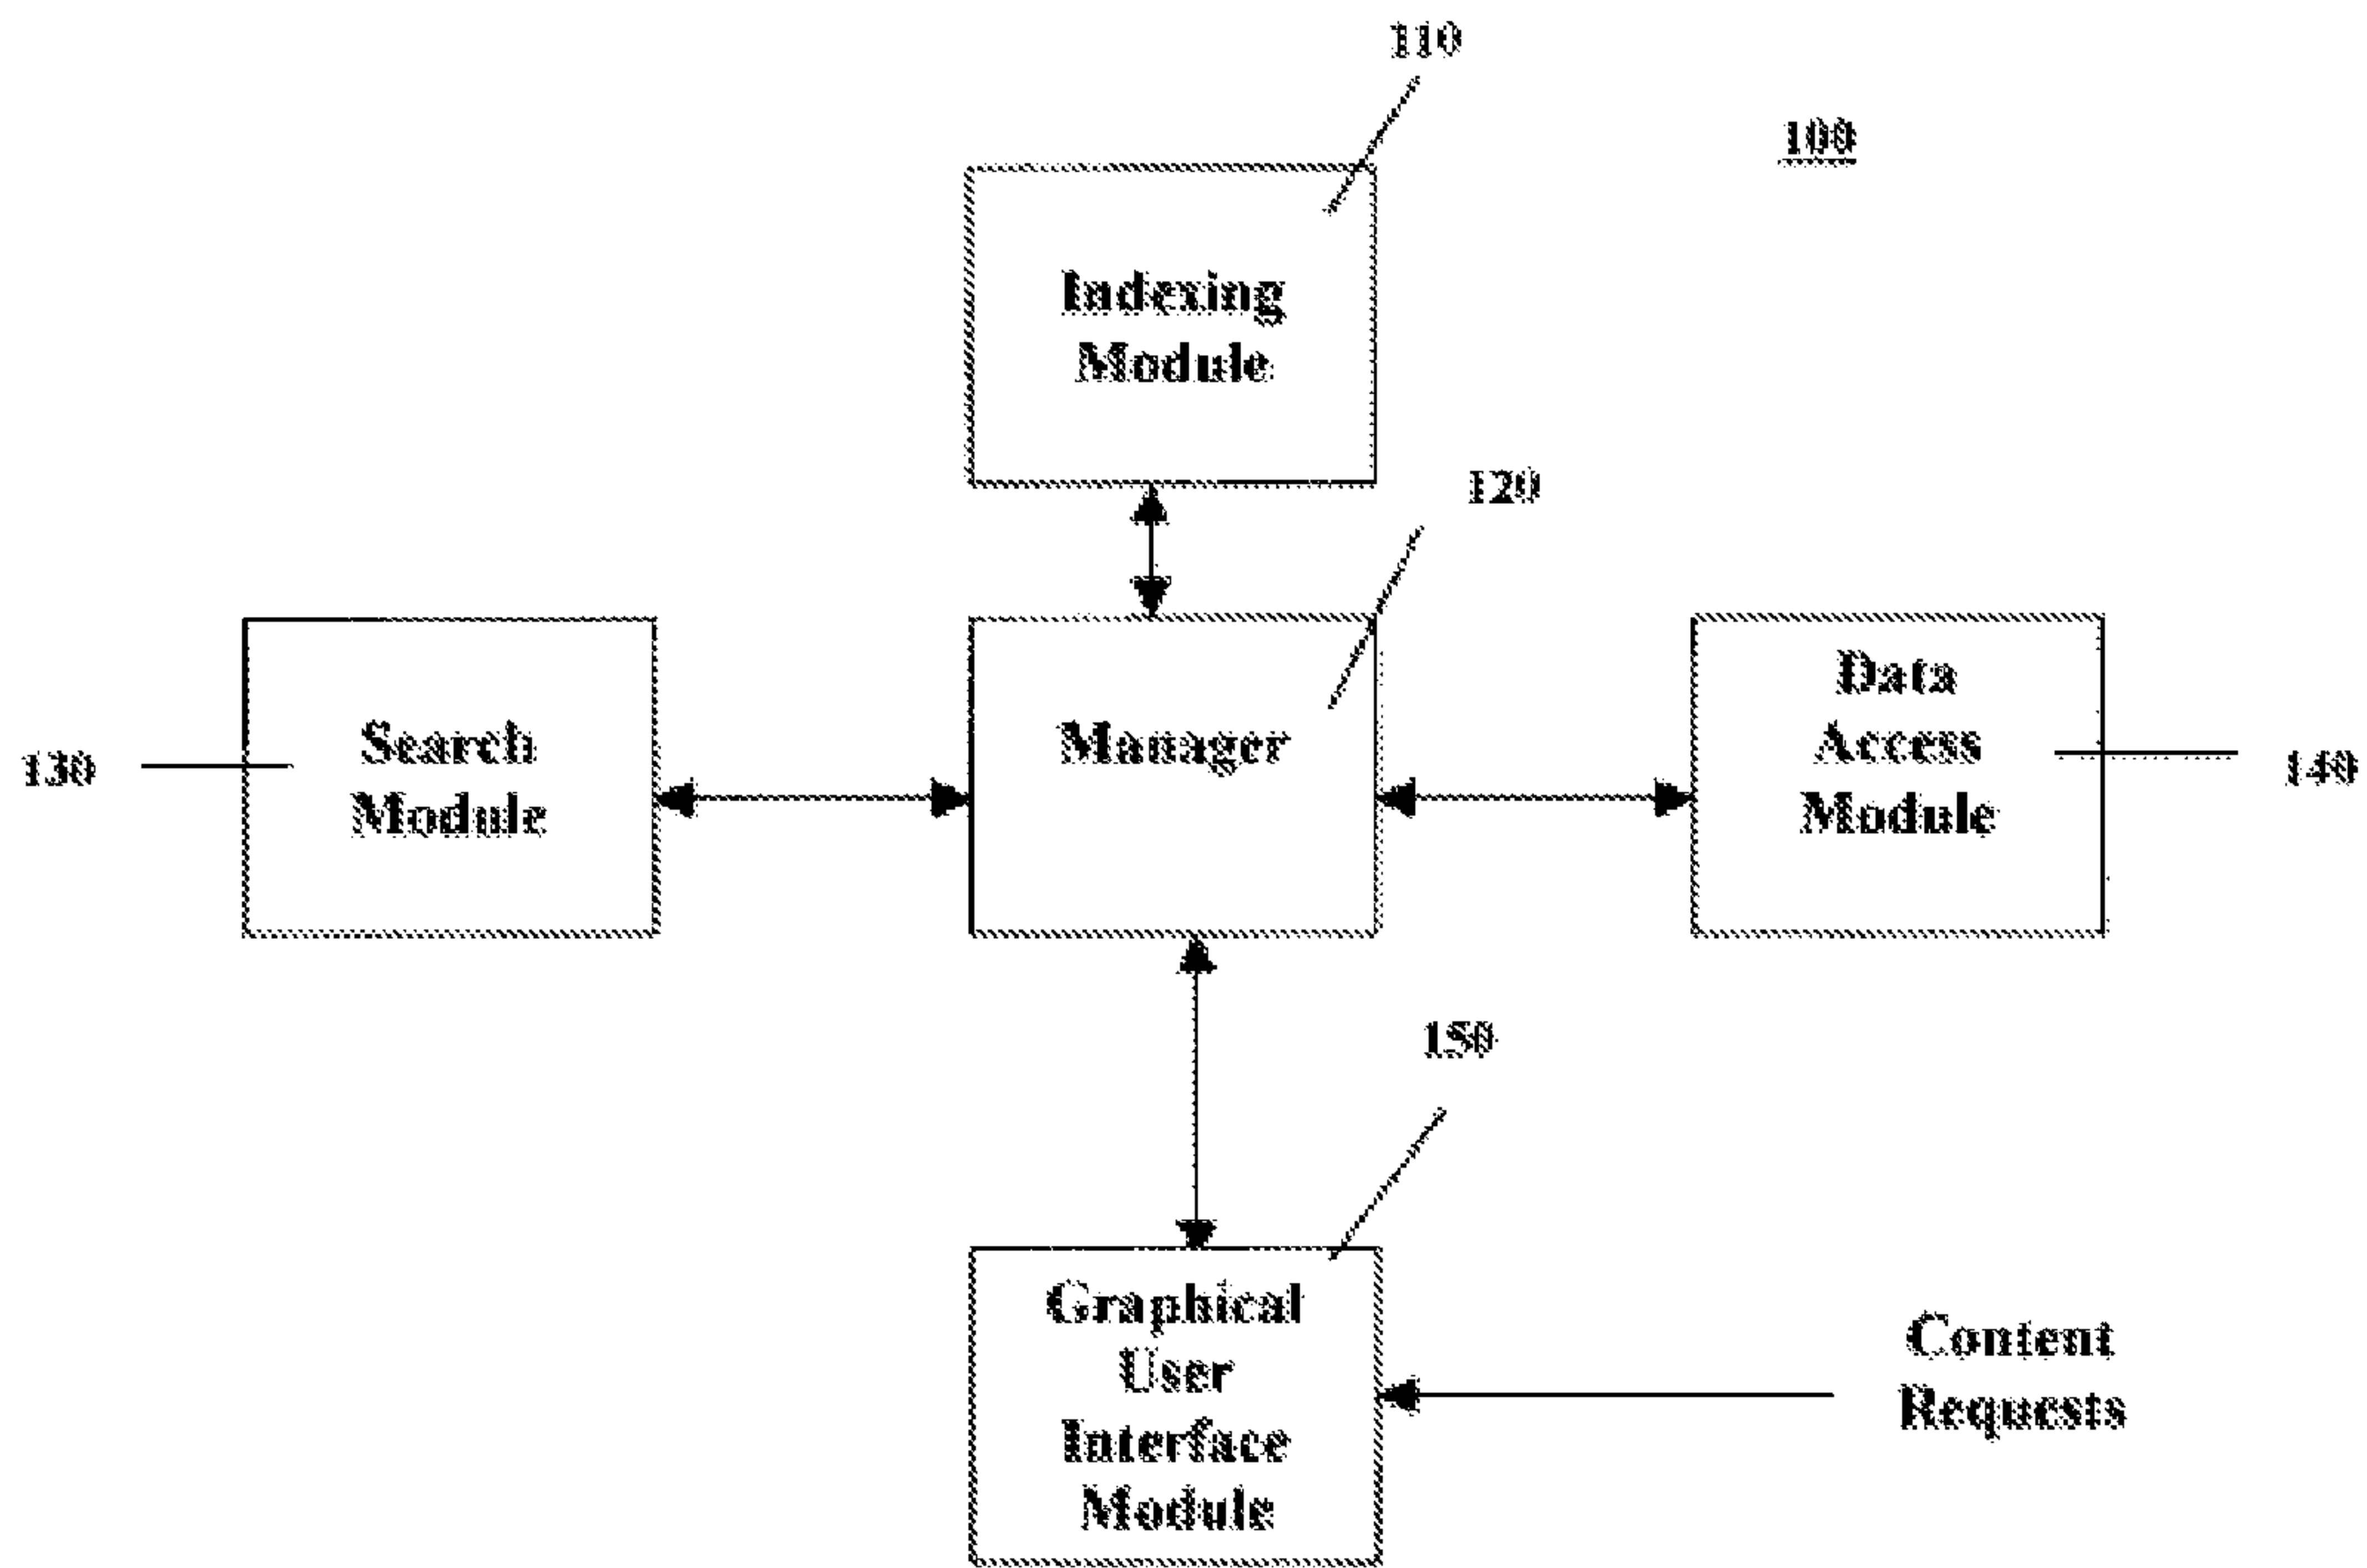 110
100
Indexing
Module
120
Search
Module
130
Manager
Data
Access
Module
140
150
Graphical
User
Interface
Module
Content
Requests